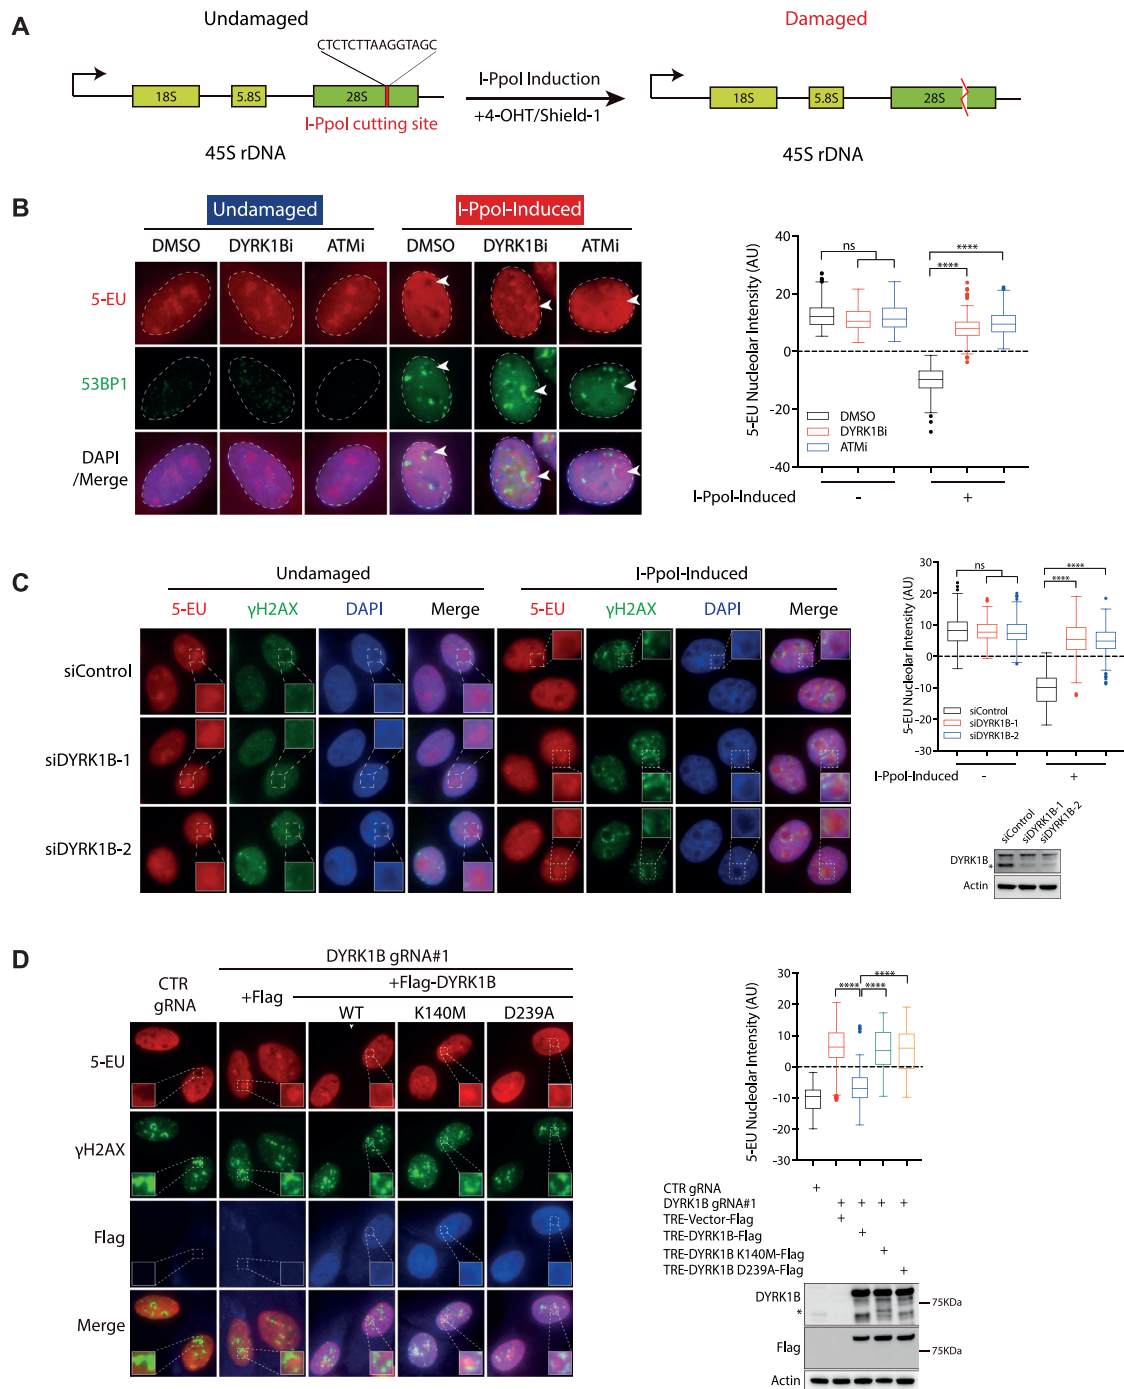 A
Undamaged
Damaged
CTCTCTTAAGGTAGC
18S
5.8S
28S
I-PpoI cutting site
45S rDNA
I-PpoI Induction
+4-OHT/Shield-1
18S
5.8S
28S
45S rDNA
B
Undamaged
I-PpoI-Induced
DMSO
DYRK1Bi
ATMi
DMSO
DYRK1Bi
ATMi
5-EU
53BP1
DAPI
/Merge
5-EU Nucleolar Intensity (AU)
40
20
0
-20
-40
ns
****
****
DMSO
DYRK1Bi
ATMi
I-PpoI-Induced
-
+
C
Undamaged
I-PpoI-Induced
5-EU
γH2AX
DAPI
Merge
5-EU
γH2AX
DAPI
Merge
siControl
siDYRK1B-1
siDYRK1B-2
5-EU Nucleolar Intensity (AU)
30
20
10
0
-10
-20
-30
ns
****
****
siControl
siDYRK1B-1
siDYRK1B-2
I-PpoI-Induced
-
+
siControl
siDYRK1B-1
siDYRK1B-2
DYRK1B
*
Actin
D
DYRK1B gRNA#1
CTR
gRNA
+Flag
+Flag-DYRK1B
WT
K140M
D239A
5-EU
γH2AX
Flag
Merge
5-EU Nucleolar Intensity (AU)
30
20
10
0
-10
-20
-30
****
****
****
CTR gRNA
+
DYRK1B gRNA#1
+ + + +
TRE-Vector-Flag
+
TRE-DYRK1B-Flag
+
TRE-DYRK1B K140M-Flag
+
TRE-DYRK1B D239A-Flag
+
DYRK1B
*
75KDa
Flag
75KDa
Actin